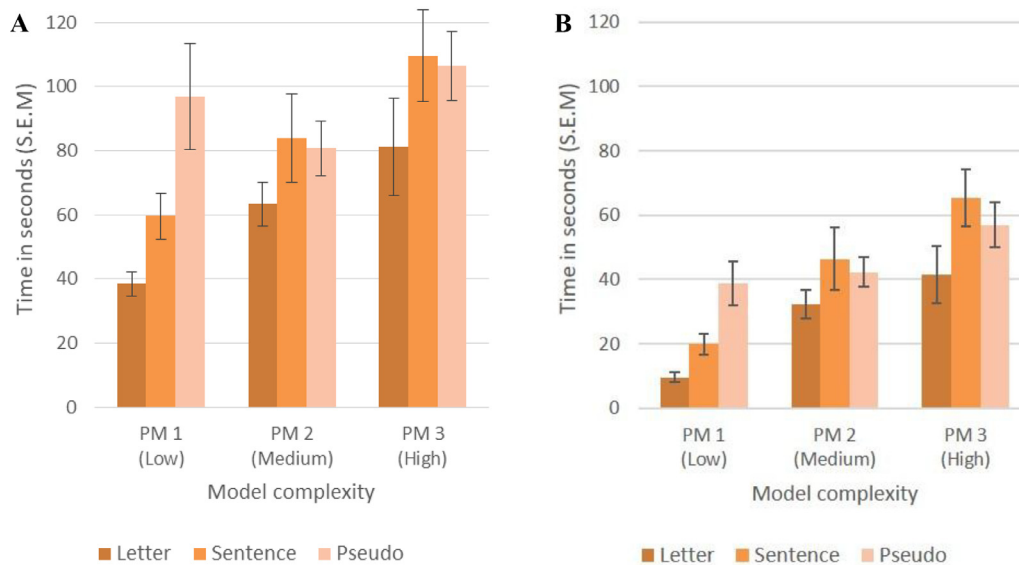 A
Time in seconds (S.E.M)
120
100
80
60
40
20
0
PM 1
(Low)
PM 2
(Medium)
PM 3
(High)
Model complexity
Letter Sentence Pseudo
B
Time in seconds (S.E.M)
120
100
80
60
40
20
0
PM 1
(Low)
PM 2
(Medium)
PM 3
(High)
Model complexity
Letter Sentence Pseudo